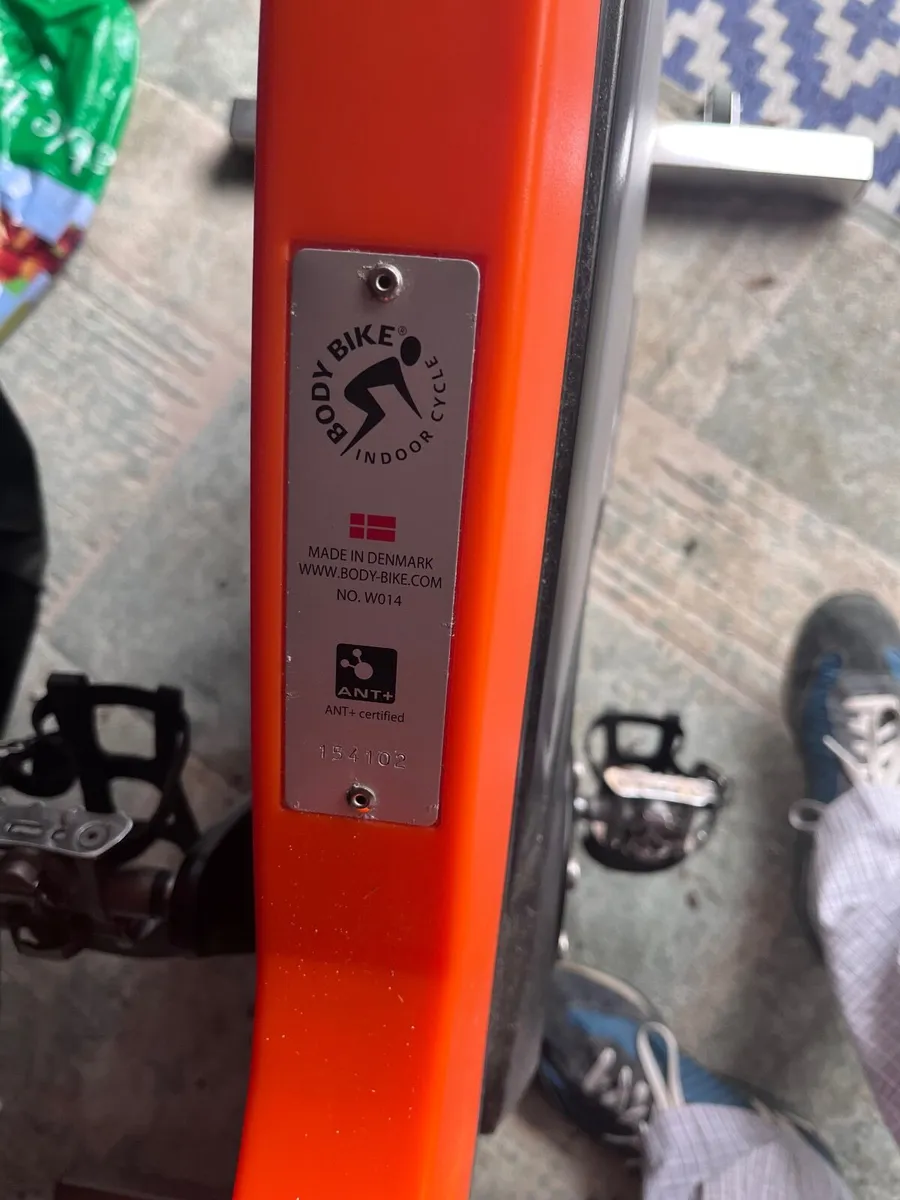 BODY BIKE®
INDOOR CYCLE
MADE IN DENMARK
WWW.BODY-BIKE.COM
NO. W014
ANT+
ANT+ certified
154102